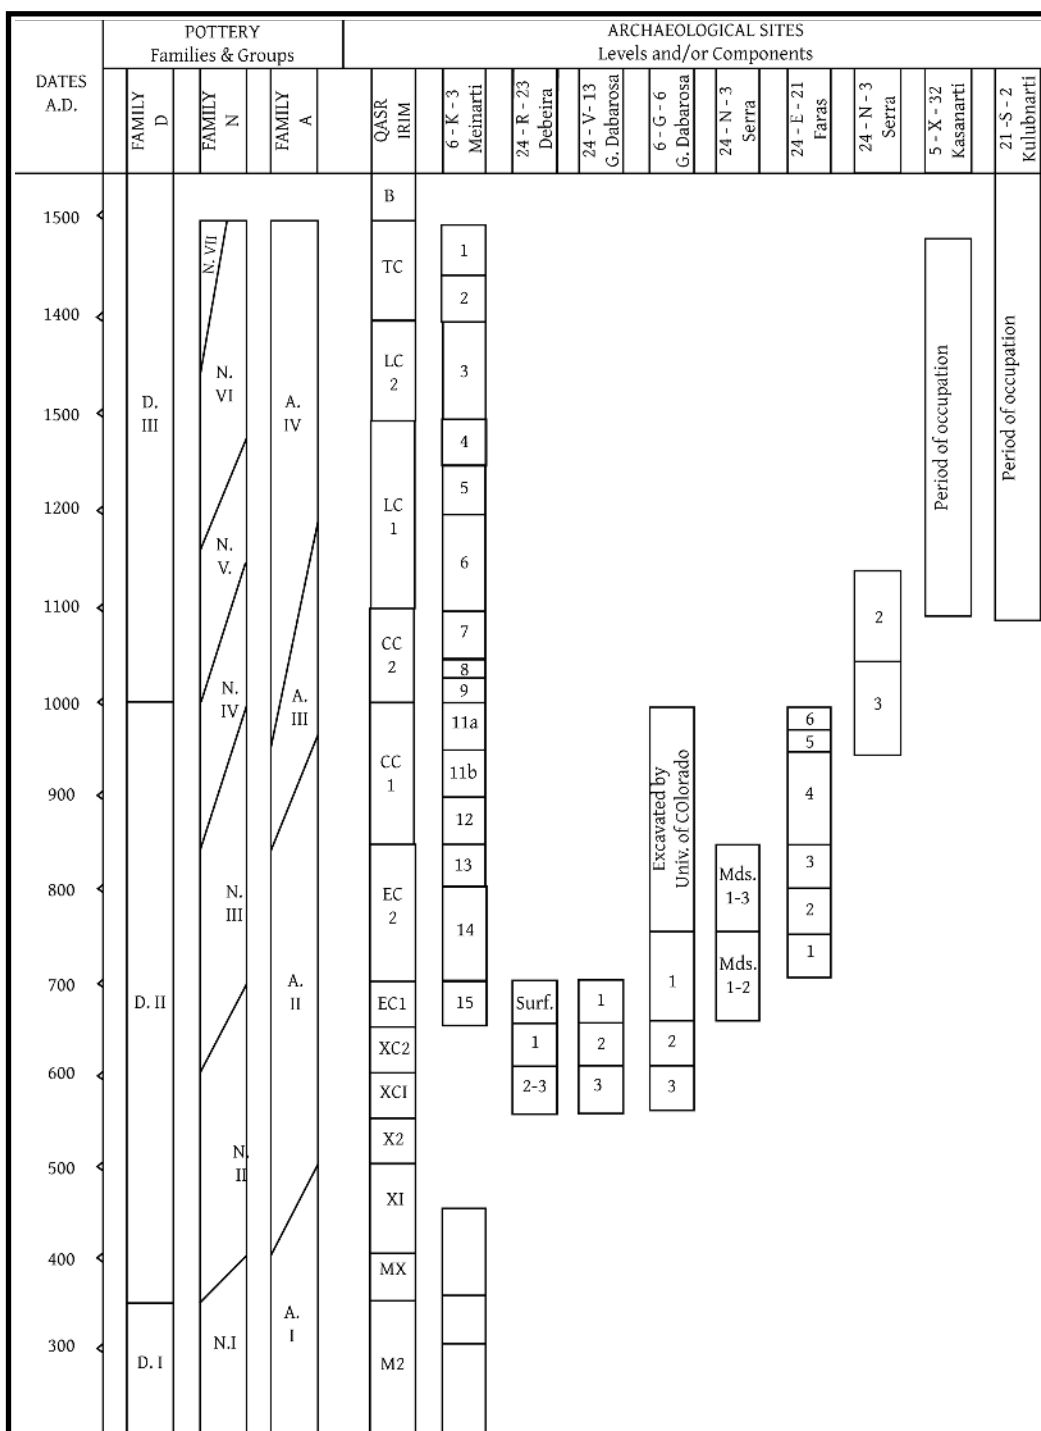 POTTERY
Families & Groups
ARCHAEOLOGICAL SITES
Levels and/or Components
DATES
A.D.
FAMILY
D
FAMILY
N
FAMILY
A
QASR
IRIM
6 - K - 3
Meinarti
24 - R - 23
Debeira
24 - V - 13
G. Dabarosa
6 - G - 6
G. Dabarosa
24 - N - 3
Serra
24 - E - 21
Faras
24 - N - 3
Serra
5 - X - 32
Kasanarti
21 -S - 2
Kulubnarti
1500
1400
1500
1200
1100
1000
900
800
700
600
500
400
300
D.
III
D. II
D. I
N. VII
N.
VI
N.
V.
N.
IV
N.
III
N.
II
N.I
A.
IV
A.
III
A.
II
A.
I
B
TC
LC
2
LC
1
CC
2
CC
1
EC
2
EC1
XC2
XCI
X2
XI
MX
M2
1
2
3
4
5
6
7
8
9
11a
11b
12
13
14
15
Surf.
1
2-3
1
2
3
Excavated by
Univ. of COlorado
1
2
3
Mds.
1-3
Mds.
1-2
6
5
4
3
2
1
2
3
Period of occupation
Period of occupation